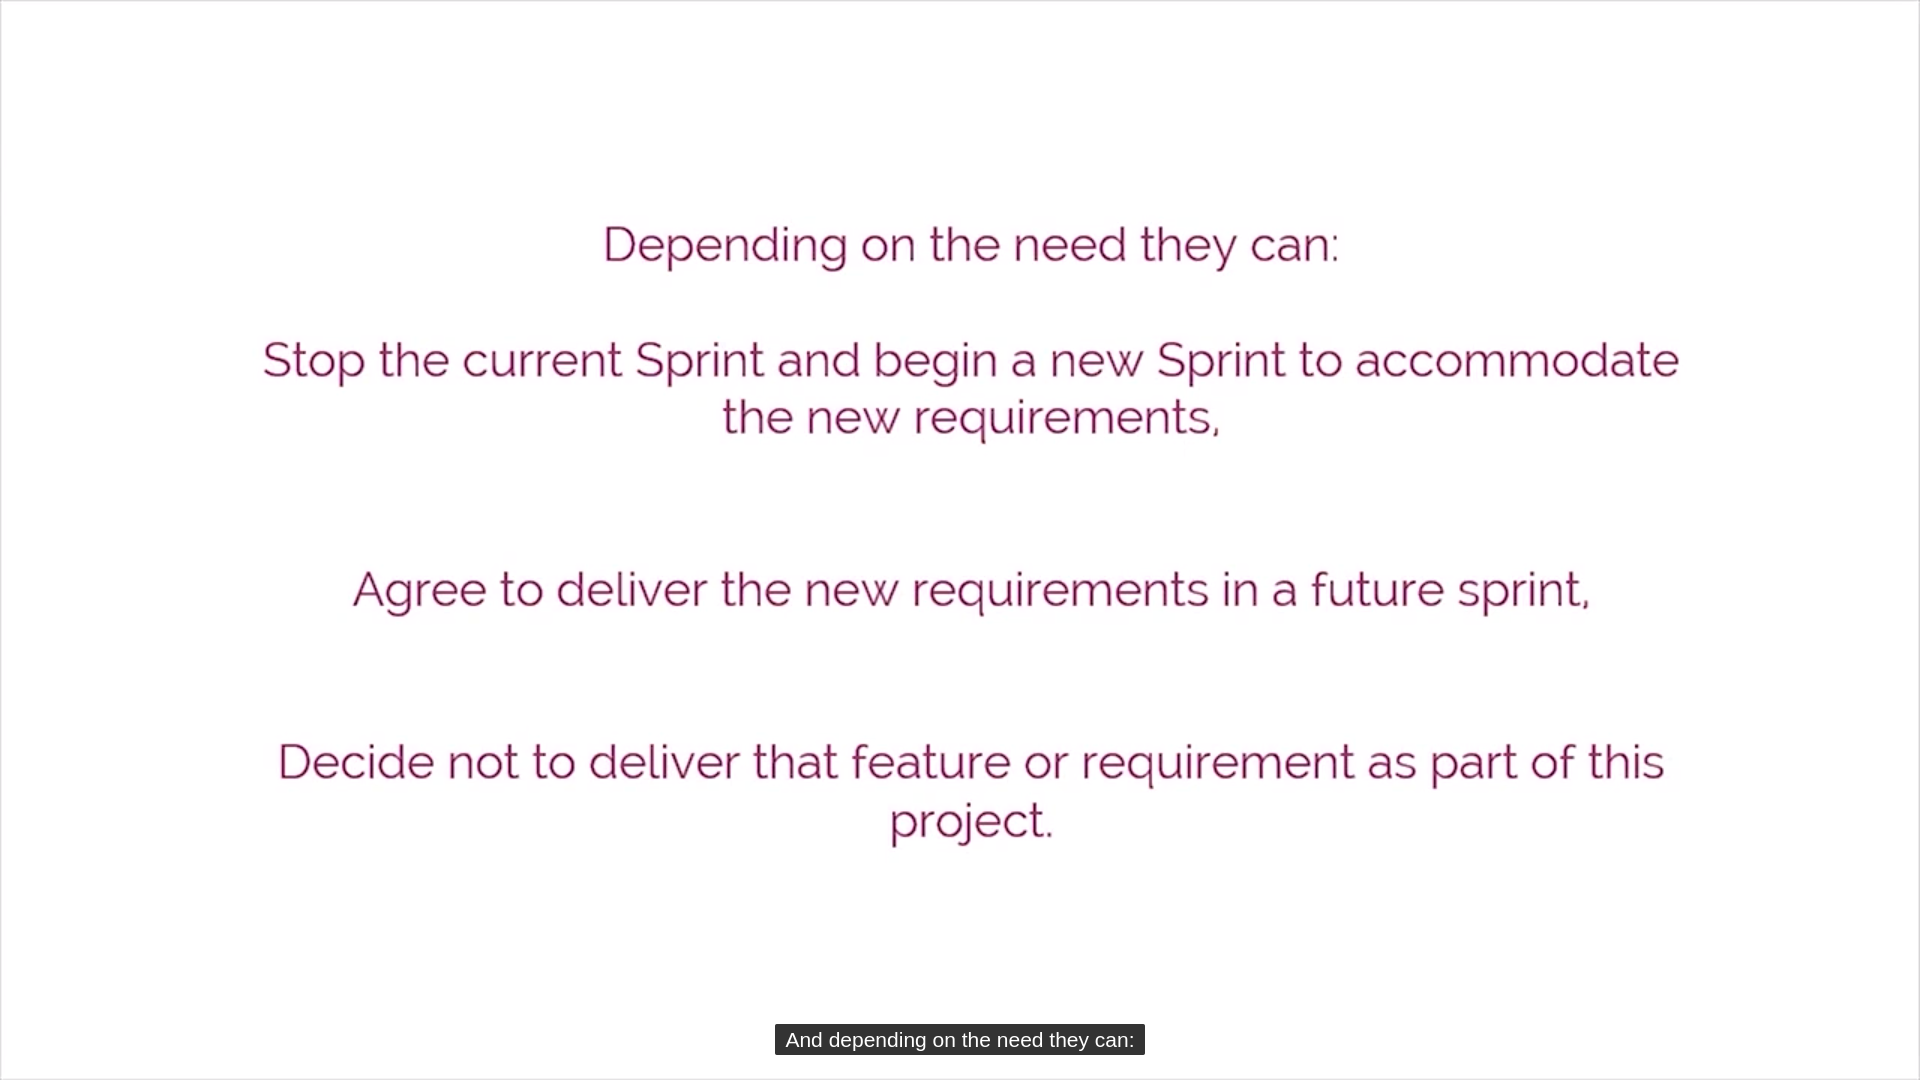 Depending on the need they can:
Stop the current Sprint and begin a new Sprint to accommodate
the new requirements,
Agree to deliver the new requirements in a future sprint,
Decide not to deliver that feature or requirement as part of this
project.
And depending on the need they can: